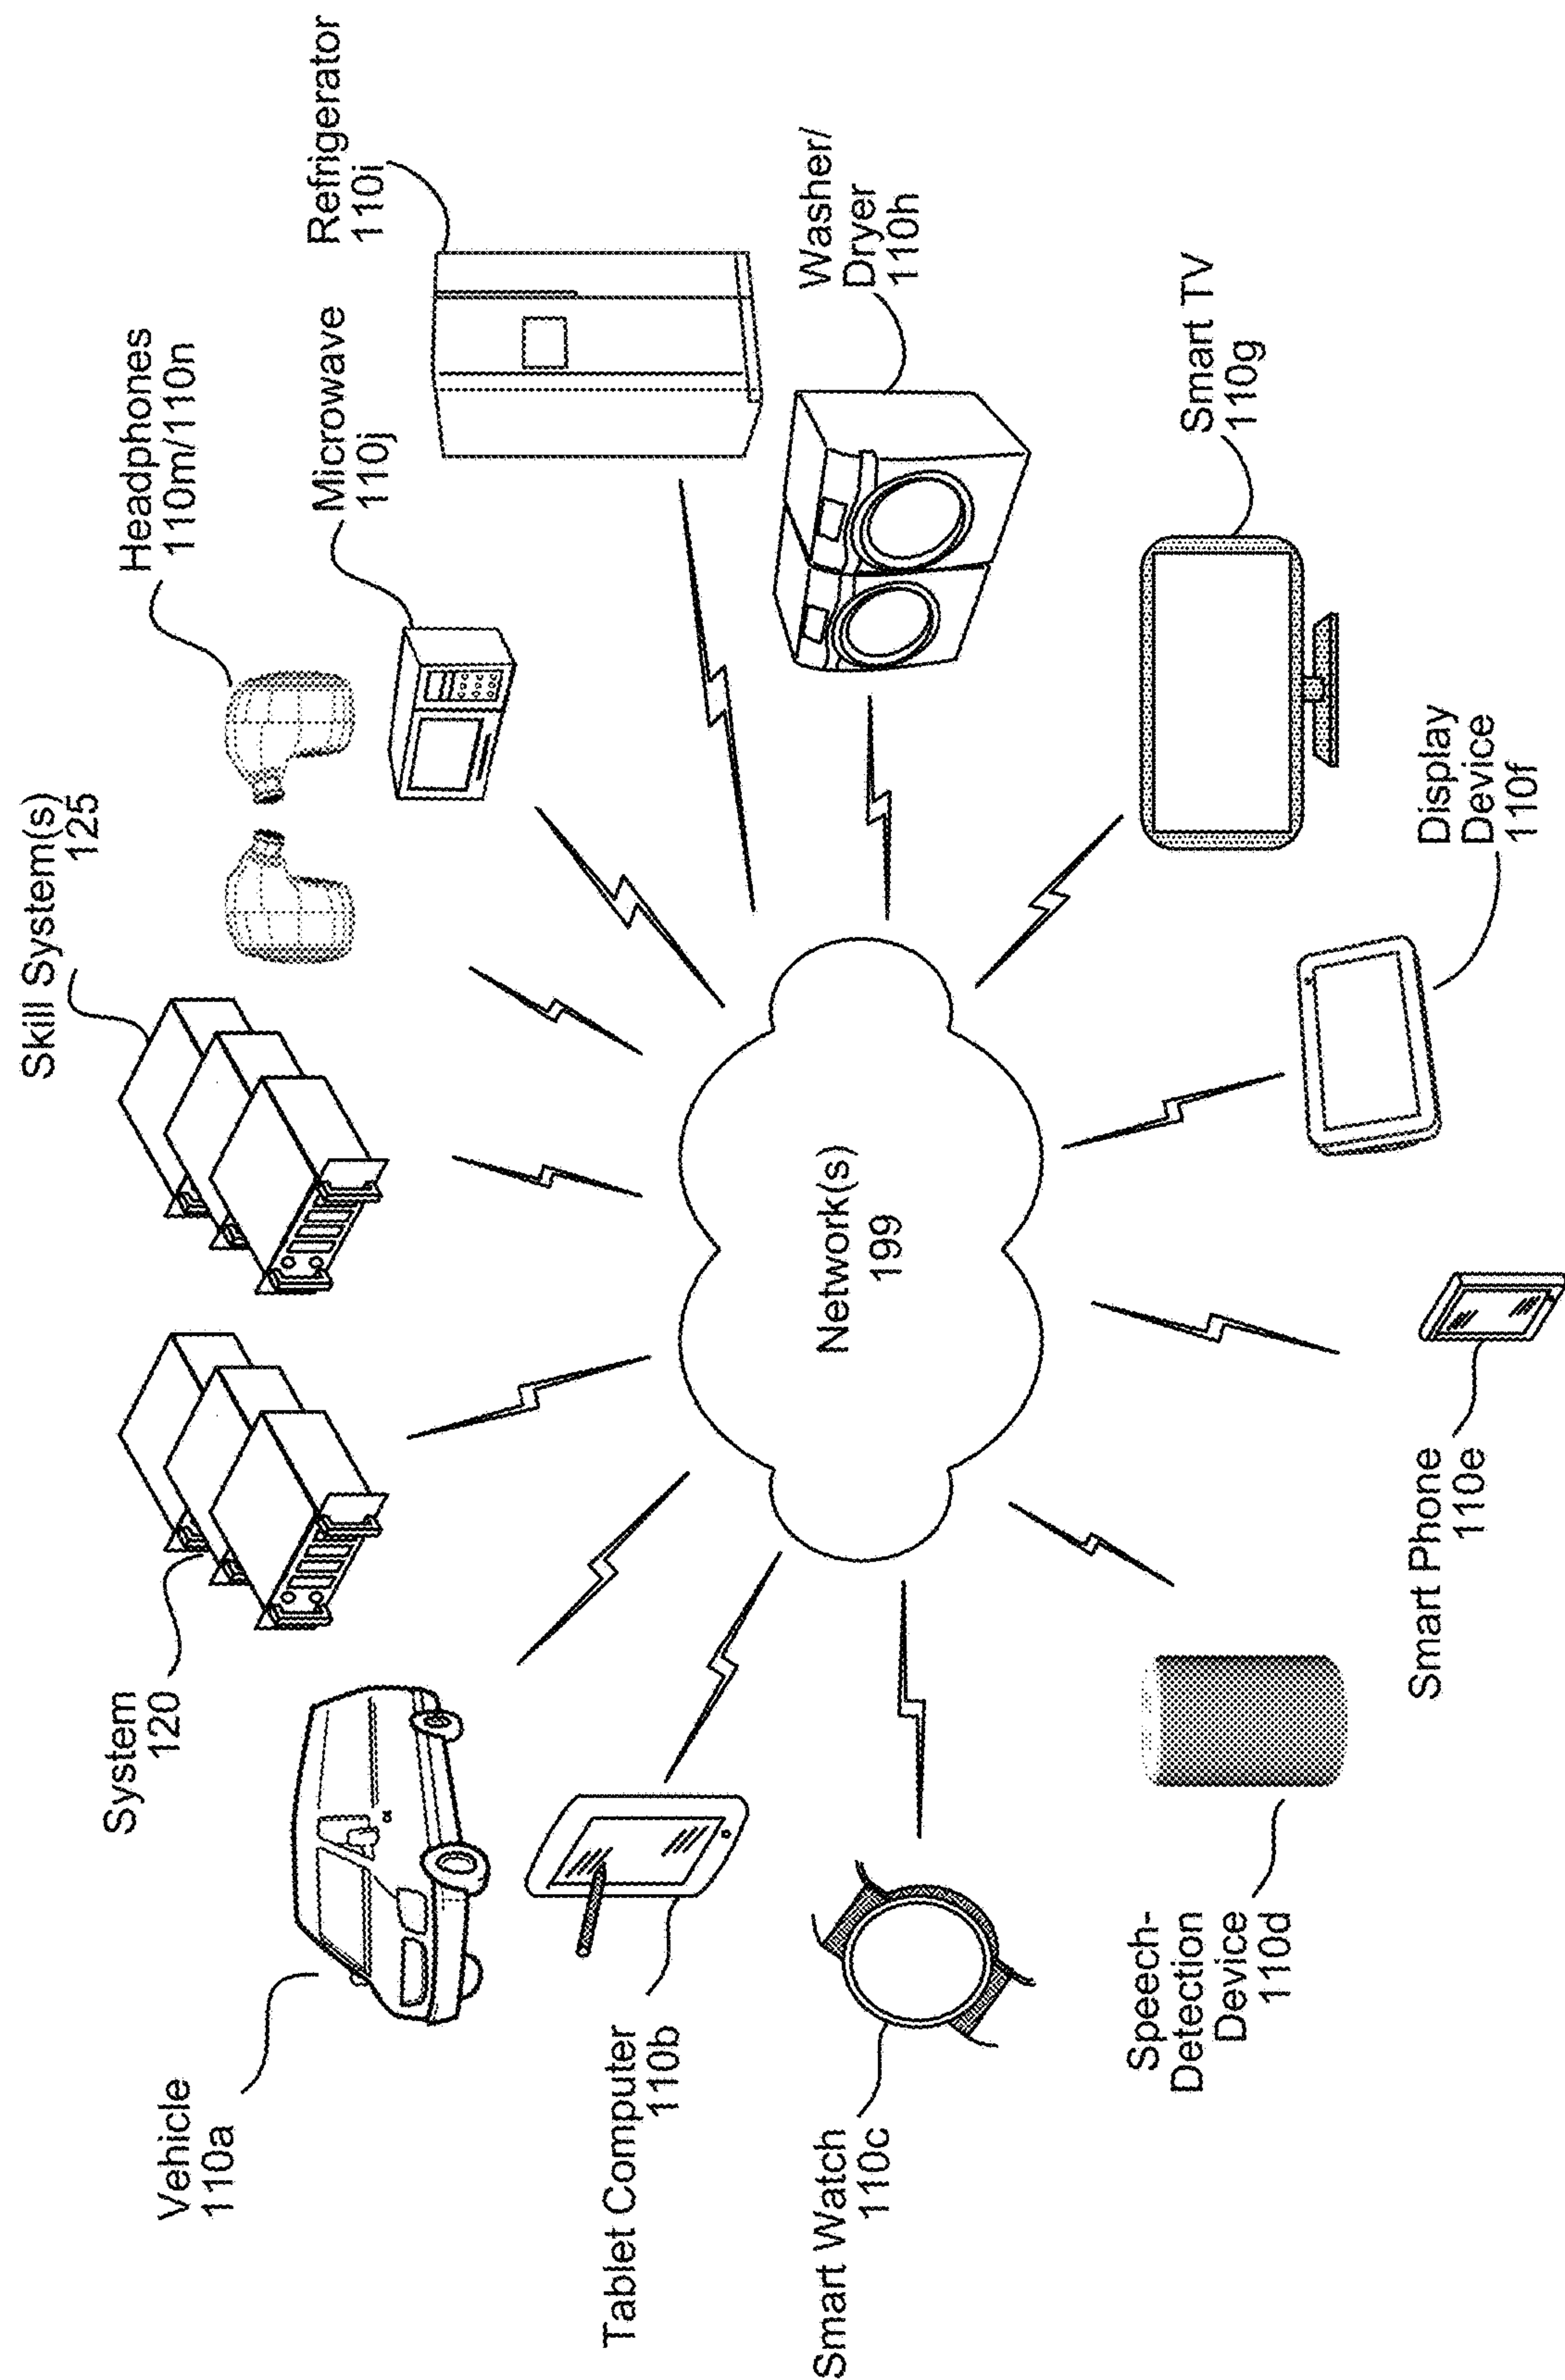 System
120
Skill System(s)
125
Headphones
110m/110n
Microwave
110j
Refrigerator
110i
Vehicle
110a
Tablet Computer
110b
Network(s)
199
Washer/
Dryer
110h
Smart Watch
110c
Smart TV
110g
Speech-
Detection
Device
110d
Smart Phone
110e
Display
Device
110f